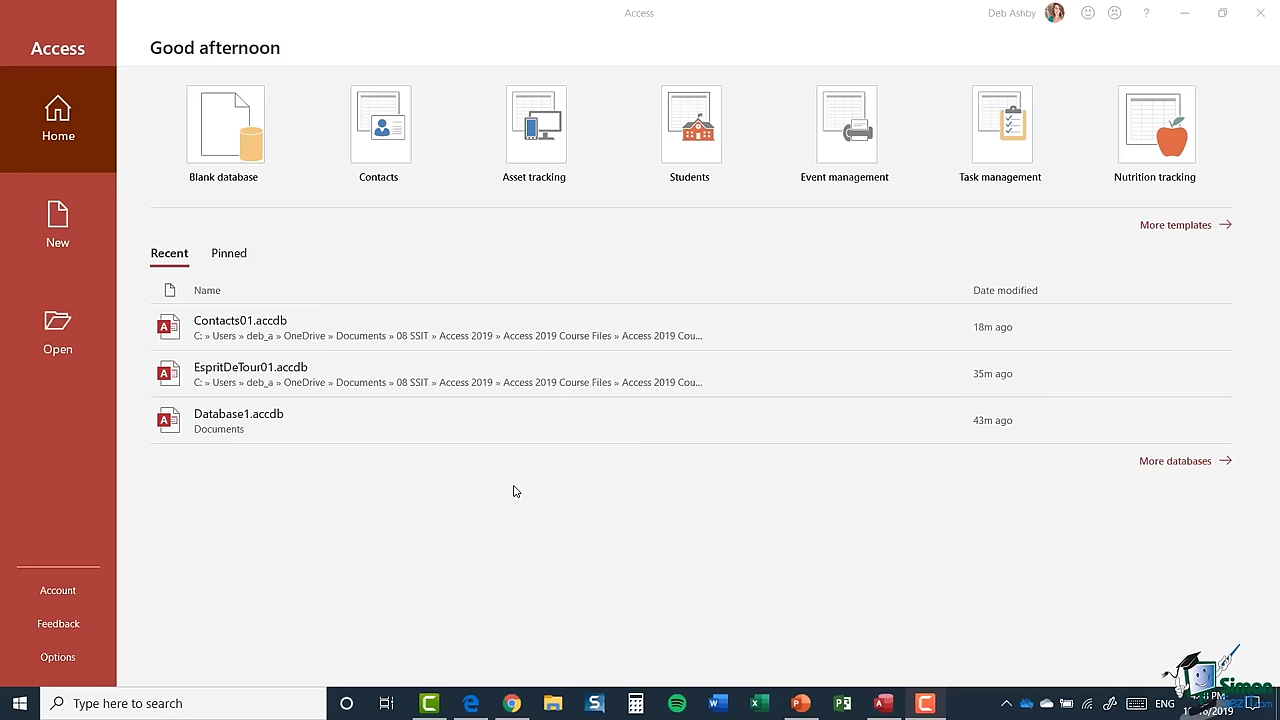 Access
Deb Ashby
?
Access
Good afternoon
Home
New
Open
Account
Feedback
Options
Blank database
Contacts
Asset tracking
Students
Event management
Task management
Nutrition tracking
More templates
Recent
Pinned
Name
Date modified
Contacts01.accdb
C: » Users » deb_a » OneDrive » Documents » 08 SSIT » Access 2019 » Access 2019 Course Files » Access 2019 Cou...
18m ago
EspritDeTour01.accdb
C: » Users » deb_a » OneDrive » Documents » 08 SSIT » Access 2019 » Access 2019 Course Files » Access 2019 Cou...
35m ago
Database1.accdb
Documents
43m ago
More databases
Type here to search
ENG
Simon